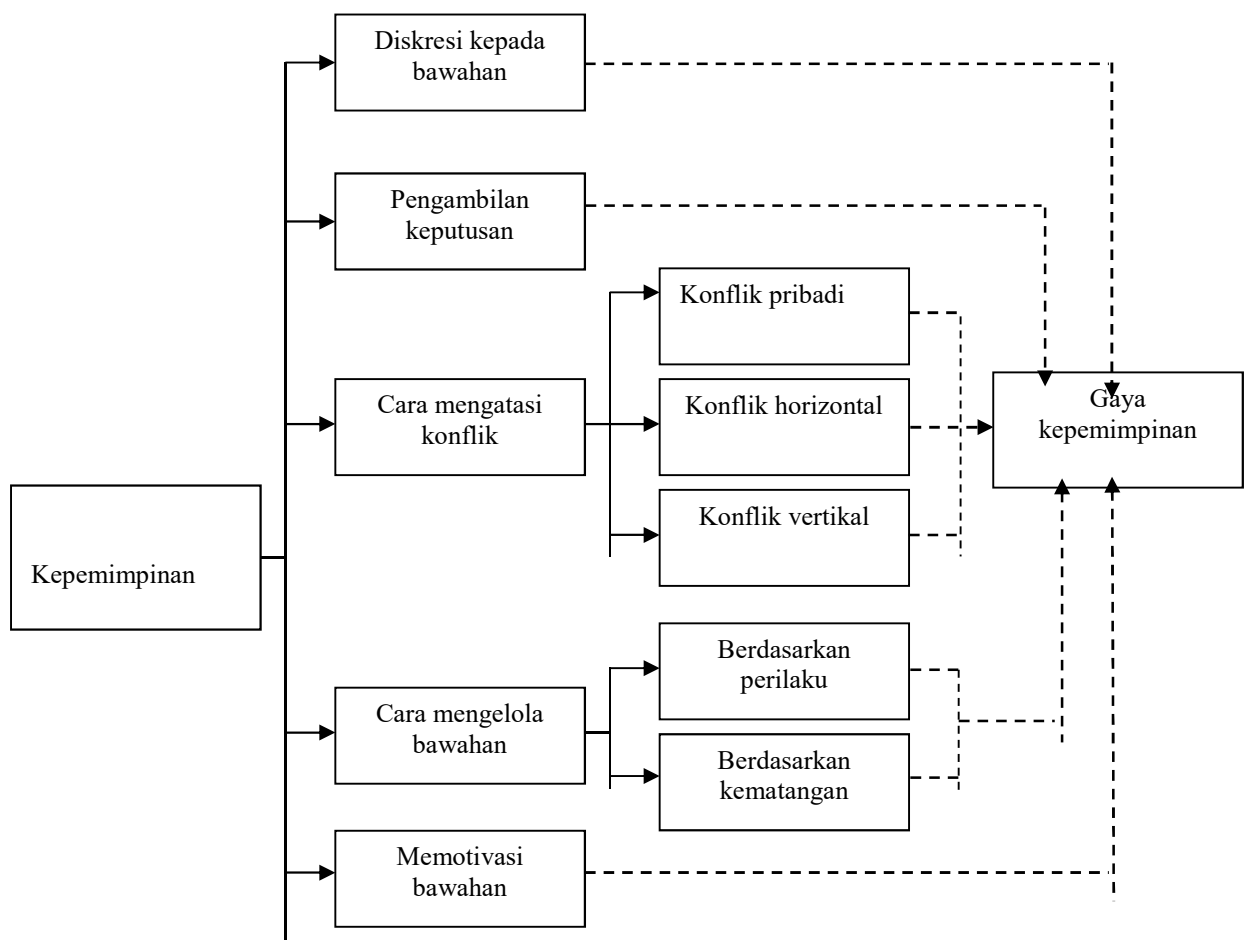 Diskresi kepada
bawahan
Pengambilan
keputusan
Konflik pribadi
Cara mengatasi
konflik
Konflik horizontal
Gaya
kepemimpinan
Konflik vertikal
Kepemimpinan
Berdasarkan
perilaku
Cara mengelola
bawahan
Berdasarkan
kematangan
Memotivasi
bawahan